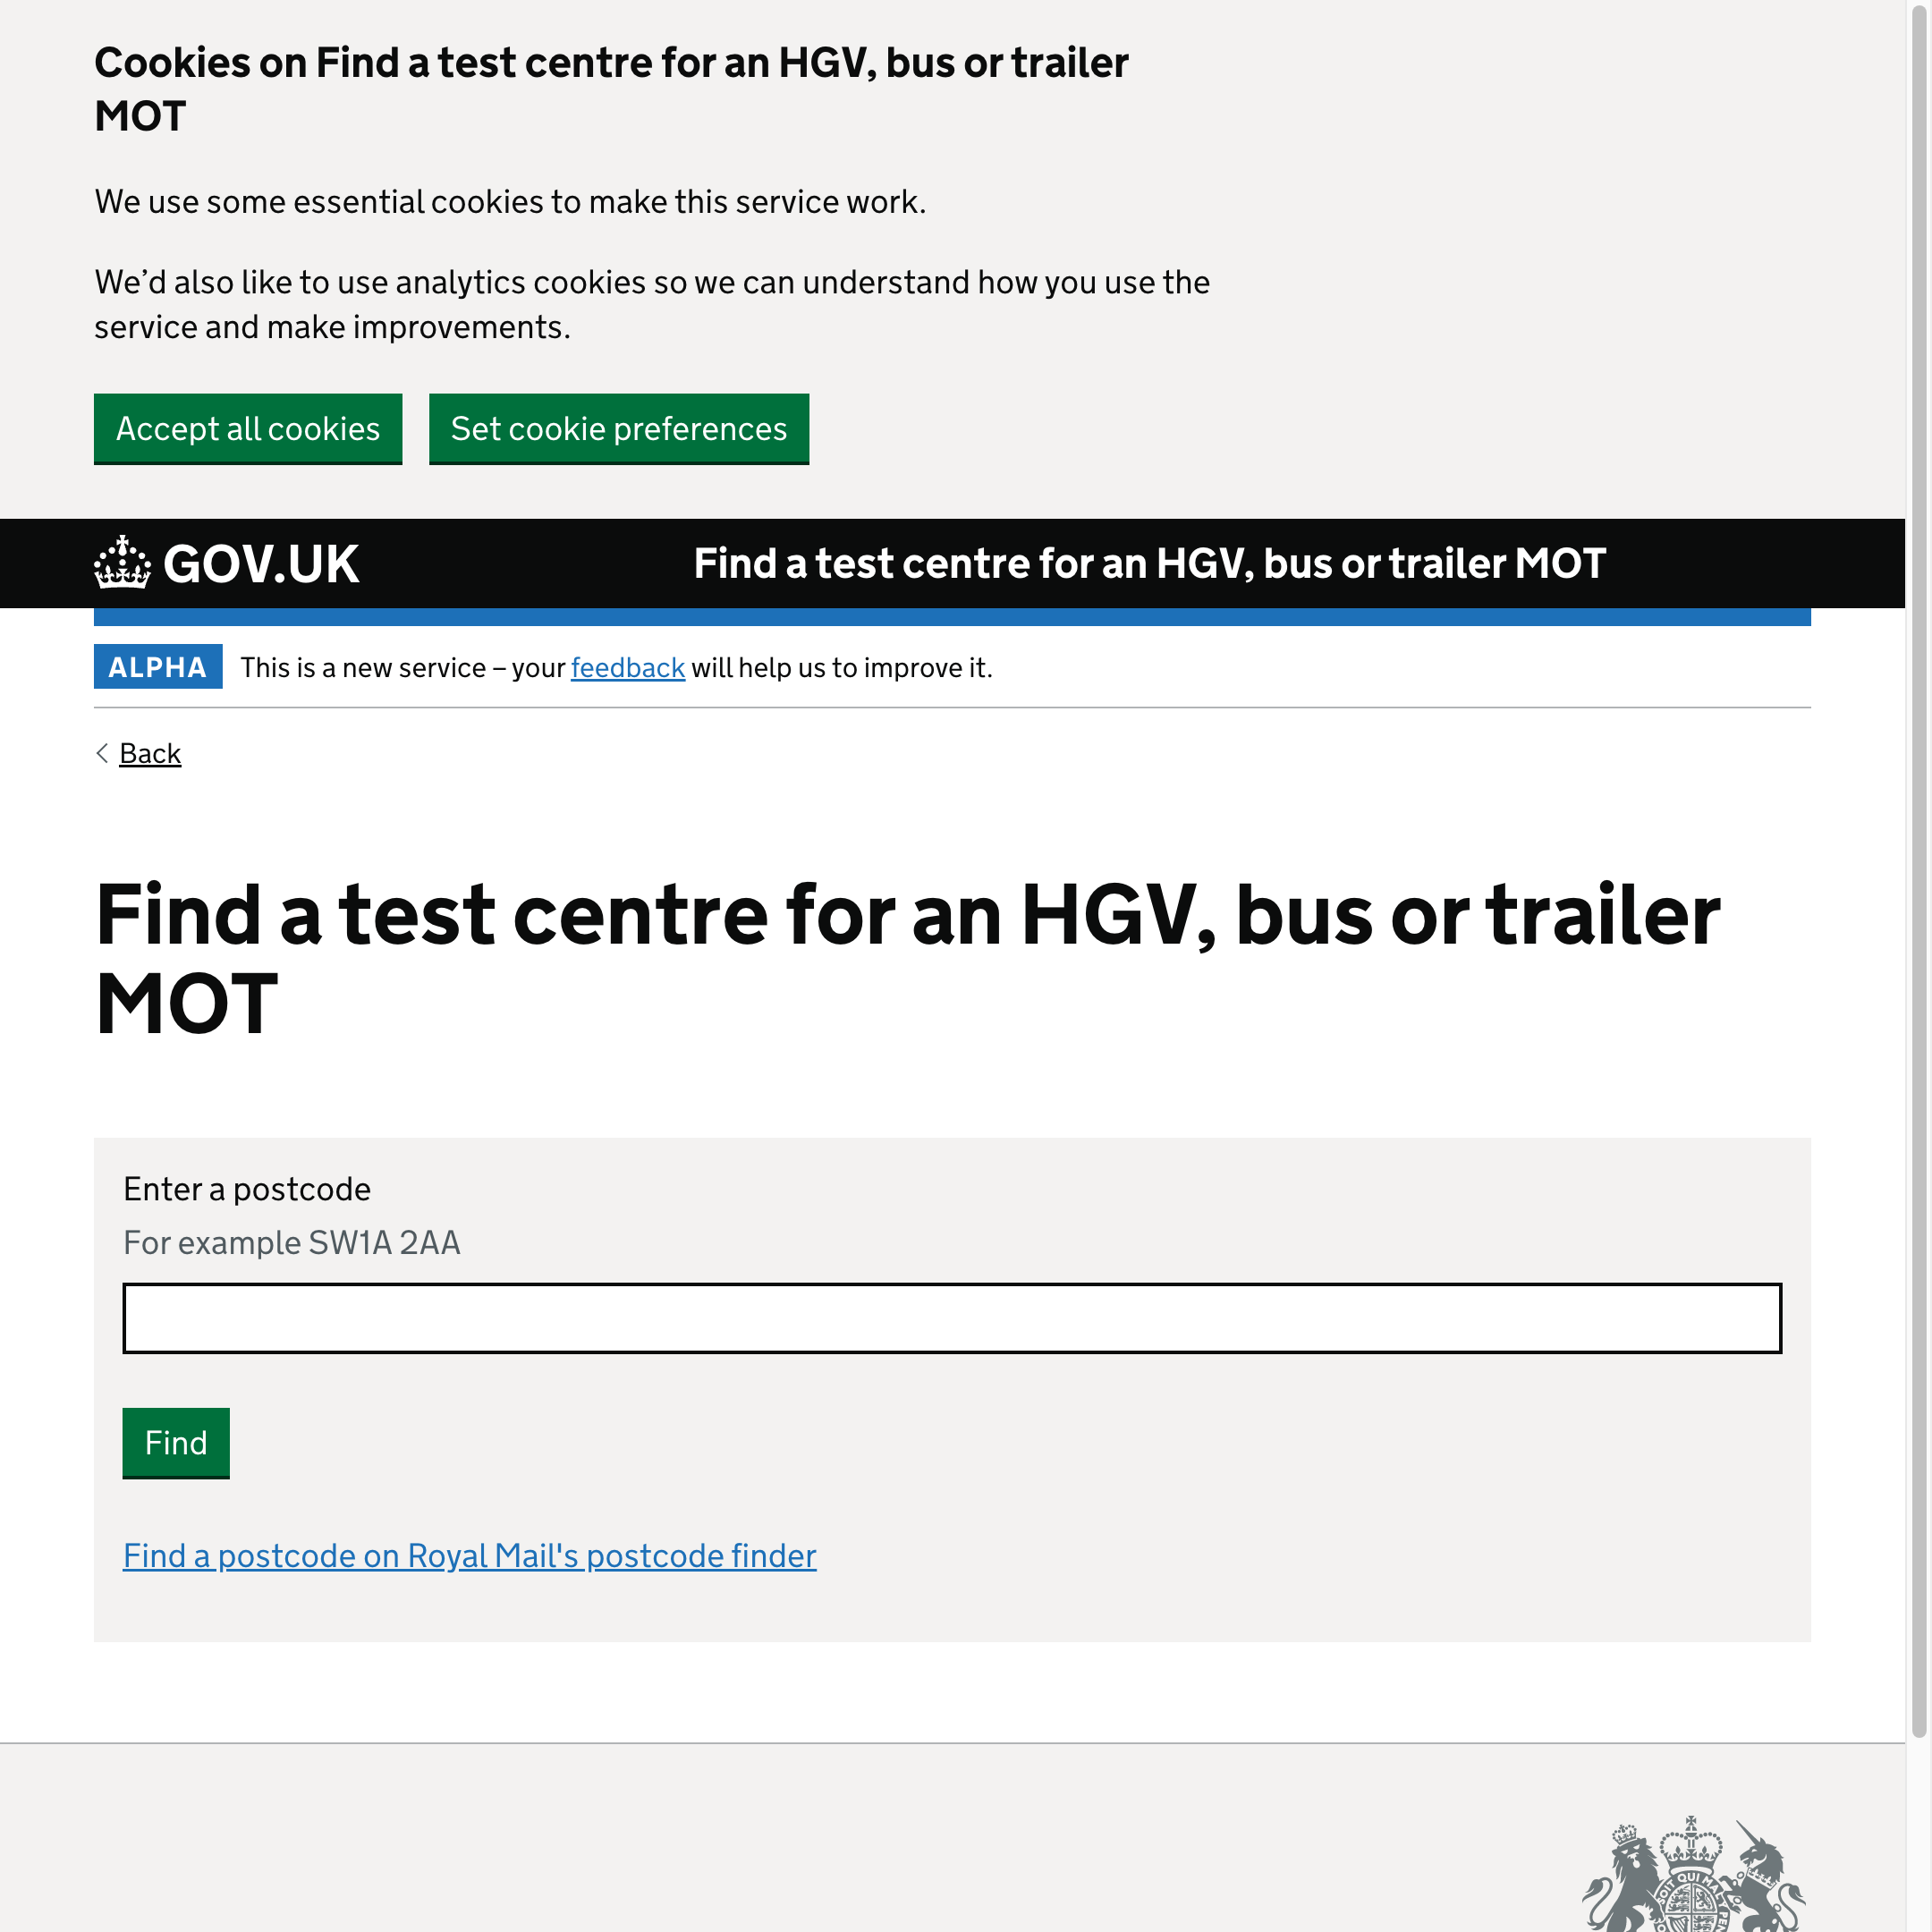 Cookies on Find a test centre for an HGV, bus or trailer
MOT
We use some essential cookies to make this service work.
We’d also like to use analytics cookies so we can understand how you use the
service and make improvements.
Accept all cookies
Set cookie preferences
GOV.UK
Find a test centre for an HGV, bus or trailer MOT
ALPHA
This is a new service – your feedback will help us to improve it.
Back
Find a test centre for an HGV, bus or trailer
MOT
Enter a postcode
For example SW1A 2AA
Find
Find a postcode on Royal Mail's postcode finder
SOIT QUI MAL